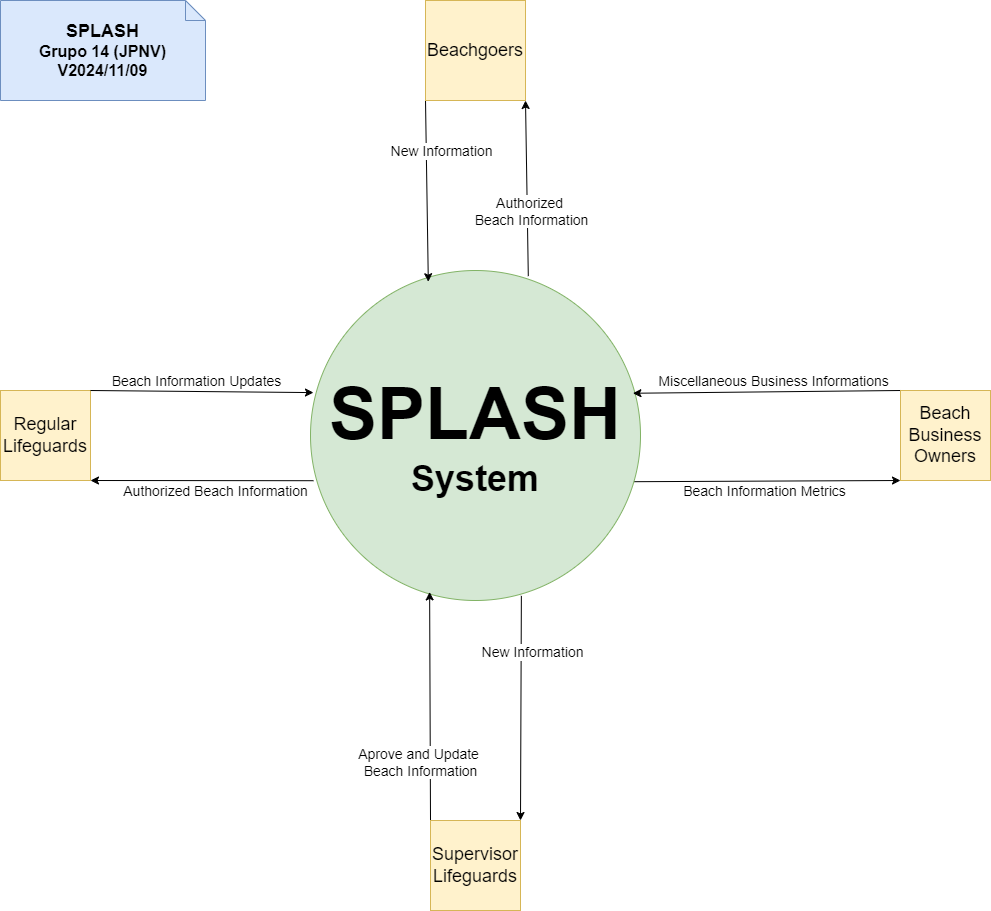 SPLASH
Grupo 14 (JPNV)
V2024/11/09
Beachgoers
New Information
Authorized
Beach Information
Beach Information Updates
Miscellaneous Business Informations
Regular
Lifeguards
SPLASH
System
Beach
Business
Owners
Authorized Beach Information
Beach Information Metrics
New Information
Aprove and Update
Beach Information
Supervisor
Lifeguards